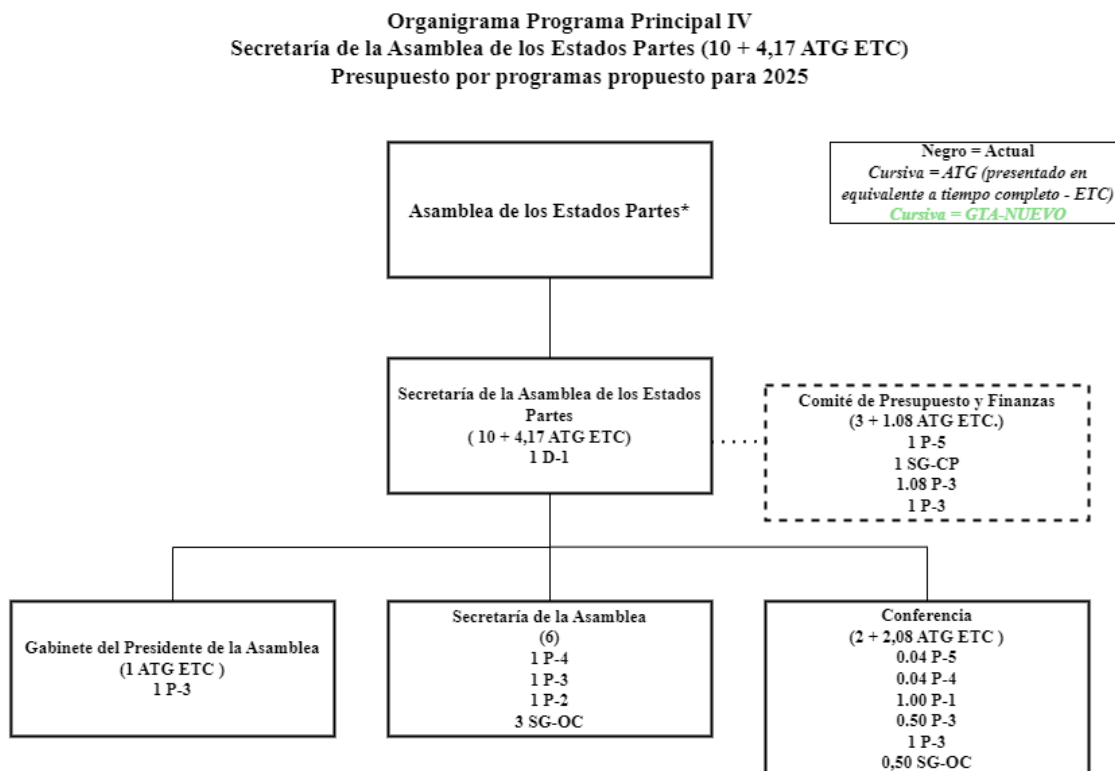 Organigrama Programa Principal IV
Secretaría de la Asamblea de los Estados Partes (10 + 4,17 ATG ETC)
Presupuesto por programas propuesto para 2025
Negro = Actual
Cursiva = ATG (presentado en
equivalente a tiempo completo - ETC)
Cursiva = GTA-NUEVO
Asamblea de los Estados Partes*
Secretaría de la Asamblea de los Estados
Partes
( 10 + 4,17 ATG ETC)
1 D-1
Comité de Presupuesto y Finanzas
(3 + 1.08 ATG ETC.)
1 P-5
1 SG-CP
1.08 P-3
1 P-3
Gabinete del Presidente de la Asamblea
(1 ATG ETC )
1 P-3
Secretaría de la Asamblea
(6)
1 P-4
1 P-3
1 P-2
3 SG-OC
Conferencia
(2 + 2,08 ATG ETC )
0.04 P-5
0.04 P-4
1.00 P-1
0.50 P-3
1 P-3
0,50 SG-OC